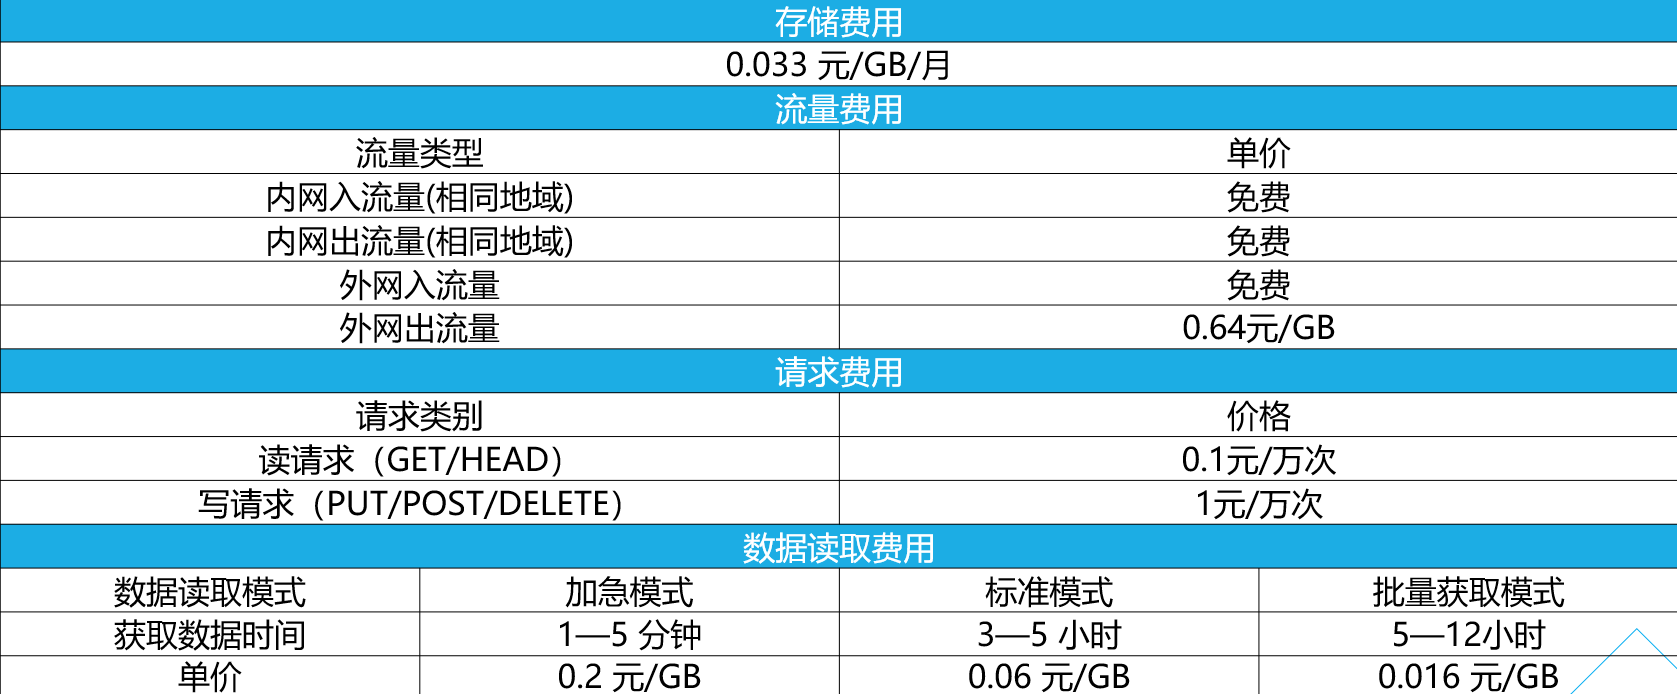 存储费用
0.033 元/GB/月
流量费用
流量类型 单价
内网入流量(相同地域) 免费
内网出流量(相同地域) 免费
外网入流量 免费
外网出流量 0.64元/GB
请求费用
请求类别 价格
读请求（GET/HEAD） 0.1元/万次
写请求（PUT/POST/DELETE） 1元/万次
数据读取费用
数据读取模式 加急模式 标准模式 批量获取模式
获取数据时间 1—5 分钟 3—5 小时 5—12小时
单价 0.2 元/GB 0.06 元/GB 0.016 元/GB